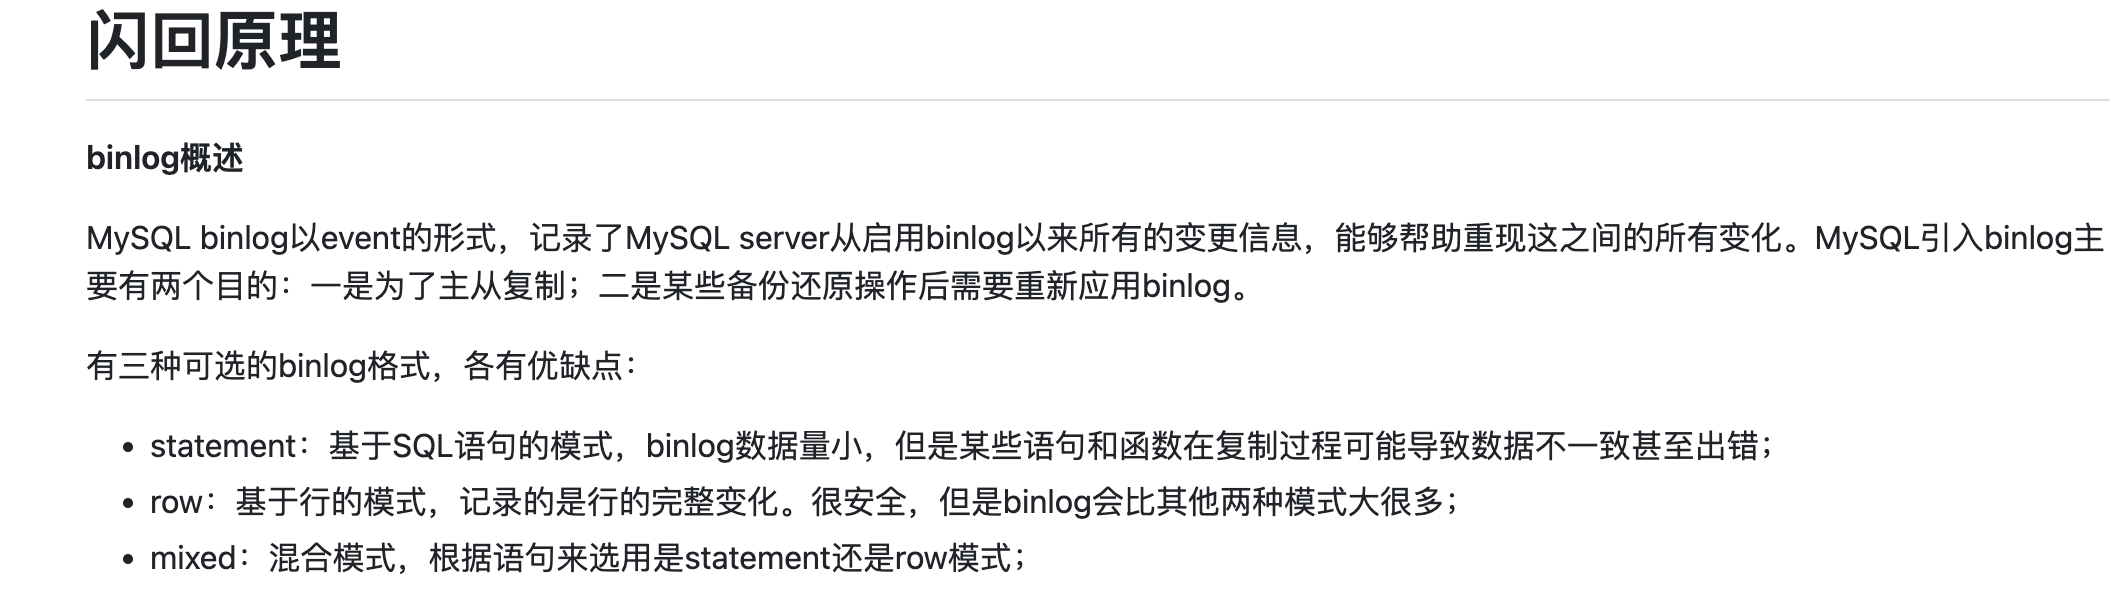 闪回原理
binlog概述
MySQL binlog以event的形式，记录了MySQL server从启用binlog以来所有的变更信息，能够帮助重现这之间的所有变化。MySQL引入binlog主
要有两个目的：一是为了主从复制；二是某些备份还原操作后需要重新应用binlog。
有三种可选的binlog格式，各有优缺点：
• statement：基于SQL语句的模式，binlog数据量小，但是某些语句和函数在复制过程可能导致数据不一致甚至出错；
• row：基于行的模式，记录的是行的完整变化。很安全，但是binlog会比其他两种模式大很多；
• mixed：混合模式，根据语句来选用是statement还是row模式；